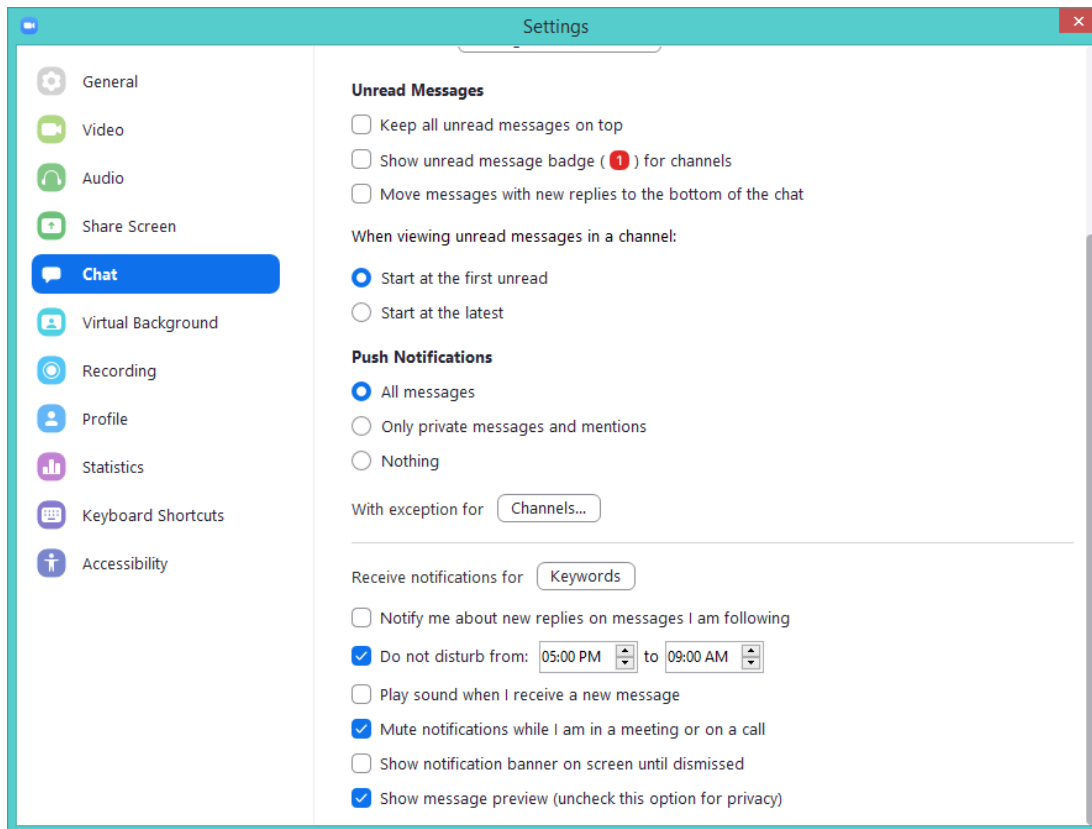 Settings
General
Video
Audio
Share Screen
Chat
Virtual Background
Recording
Profile
Statistics
Keyboard Shortcuts
Accessibility
Unread Messages
Keep all unread messages on top
Show unread message badge ( 1 ) for channels
Move messages with new replies to the bottom of the chat
When viewing unread messages in a channel:
Start at the first unread
Start at the latest
Push Notifications
All messages
Only private messages and mentions
Nothing
With exception for Channels...
Receive notifications for Keywords
Notify me about new replies on messages I am following
Do not disturb from: 05:00 PM to 09:00 AM
Play sound when I receive a new message
Mute notifications while I am in a meeting or on a call
Show notification banner on screen until dismissed
Show message preview (uncheck this option for privacy)